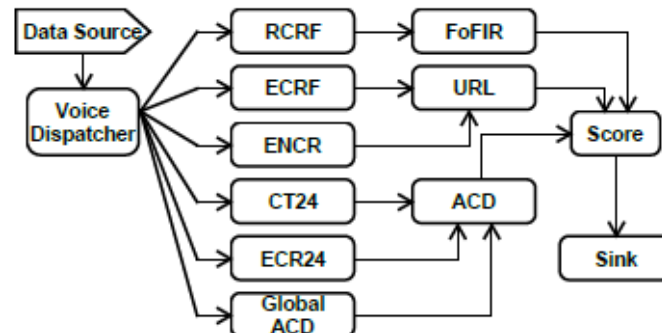 Data Source
RCRF
FoFIR
Voice
Dispatcher
ECRF
URL
ENCR
Score
CT24
ACD
ECR24
Sink
Global
ACD